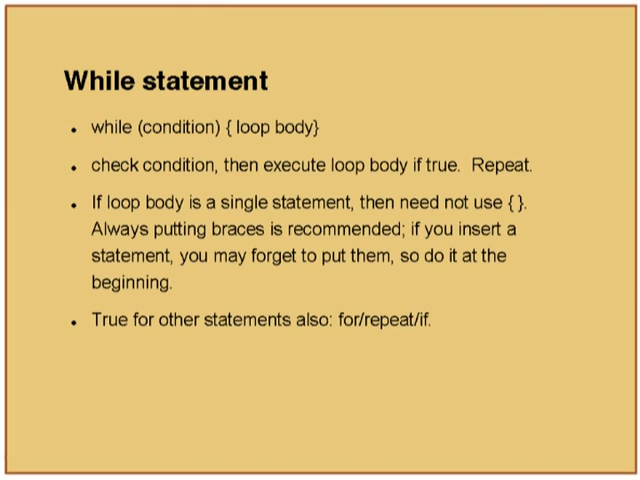 While statement
• while (condition) { loop body}
• check condition, then execute loop body if true. Repeat.
• If loop body is a single statement, then need not use { }.
Always putting braces is recommended; if you insert a
statement, you may forget to put them, so do it at the
beginning.
• True for other statements also: for/repeat/if.